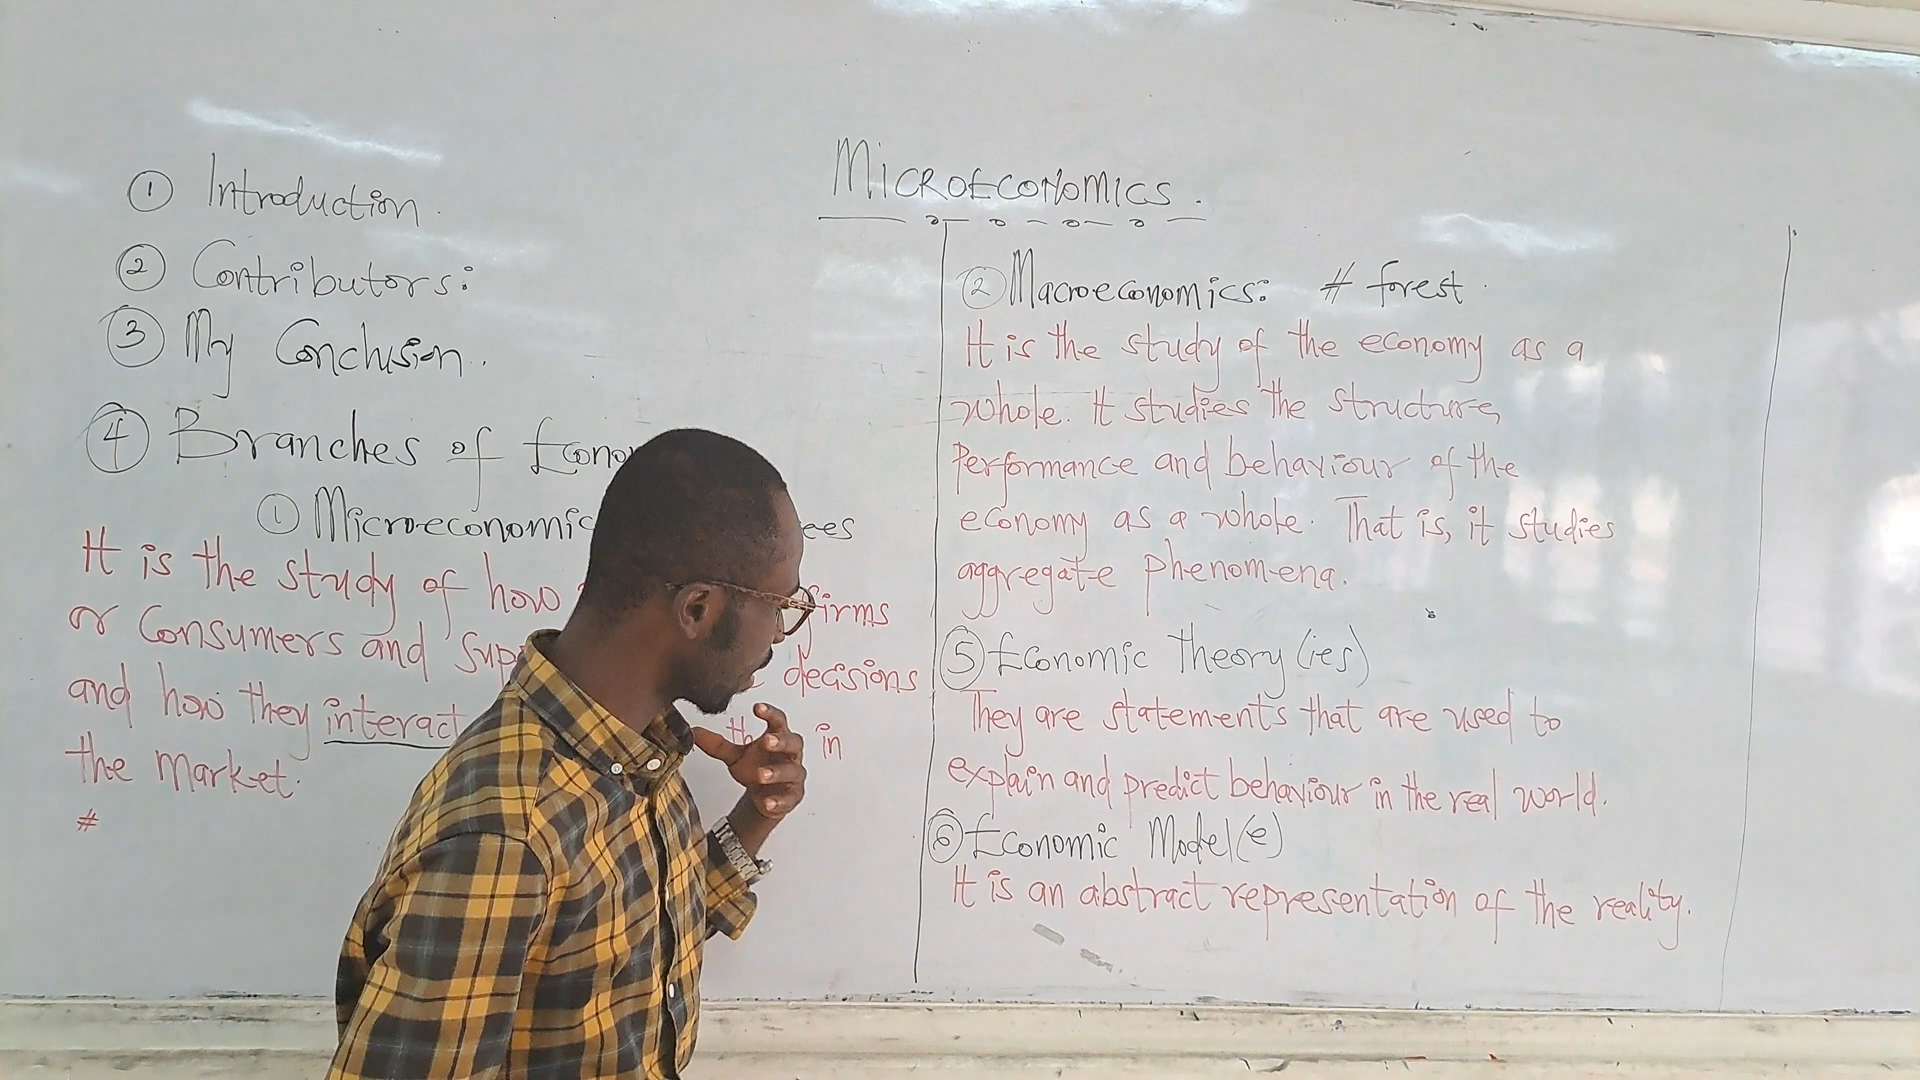 MICROECONOMICS.
① Introduction.
② Contributors:
③ My Conclusion.
④ Branches of
① Microeconomic
It is the study of how firms
or Consumers and decisions
and how they interact in
the market.
#
② Macroeconomics: # forest.
It is the study of the economy as a
whole. It studies the structure,
Performance and behaviour of the
economy as a whole. That is, it studies
aggregate phenomena.
⑤ Economic Theory(ies)
They are statements that are used to
explain and predict behaviour in the real world.
⑥ Economic Model(e)
It is an abstract representation of the reality.